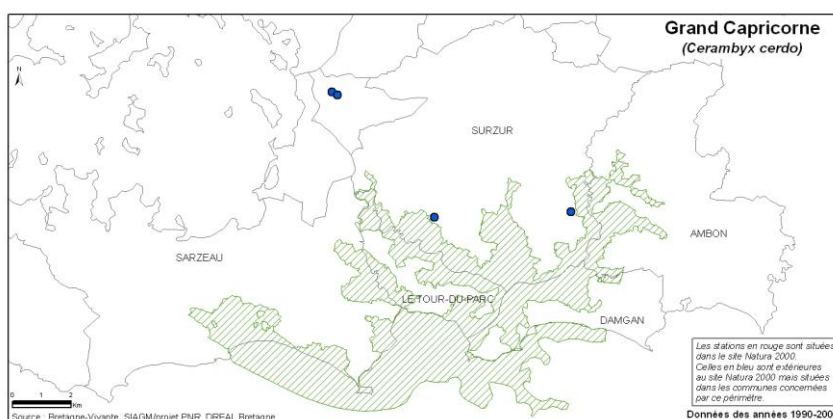 Grand Capricorne
(Cerambyx cerdo)
N
SURZUR
SARZEAU
AMBON
LE TOUR-DU-PARC
DAMGAN
Les stations en rouge sont situées
dans le site Natura 2000.
Celles en bleu sont extérieures
au site Natura 2000 mais situées
dans les communes concernées
par ce périmètre.
0 1 2
Km
Source : Bretagne-Vivante, SIAGM/projet PNR, DREAL Bretagne
Données des années 1990-200